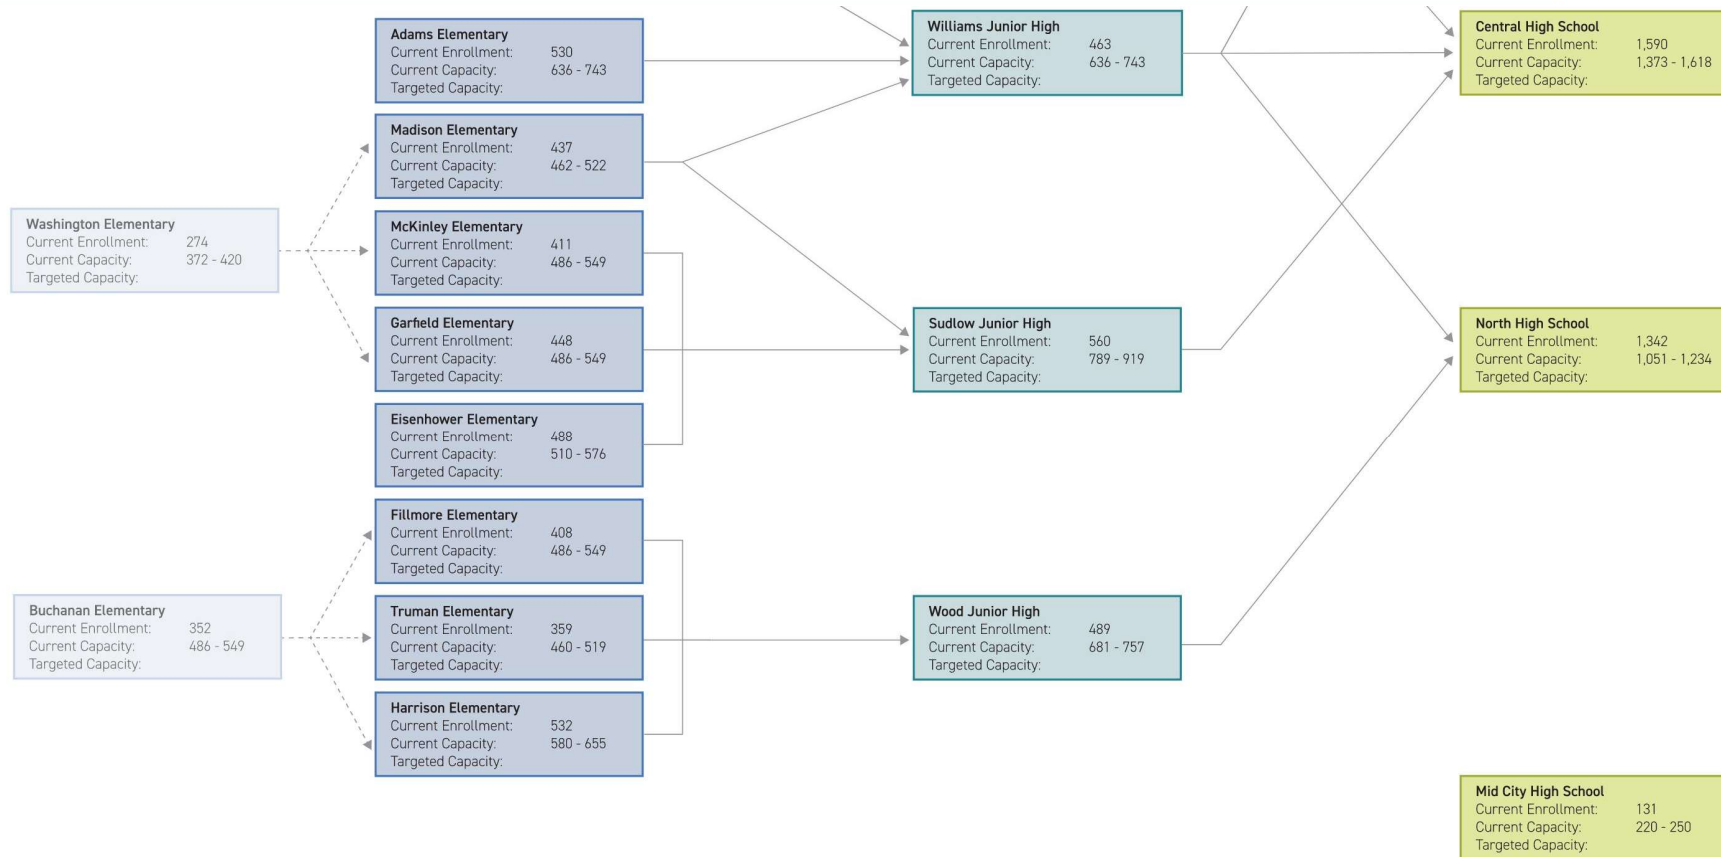 Washington Elementary
Current Enrollment: 274
Current Capacity: 372 - 420
Targeted Capacity:
Buchanan Elementary
Current Enrollment: 352
Current Capacity: 486 - 549
Targeted Capacity:
Adams Elementary
Current Enrollment: 530
Current Capacity: 636 - 743
Targeted Capacity:
Madison Elementary
Current Enrollment: 437
Current Capacity: 462 - 522
Targeted Capacity:
McKinley Elementary
Current Enrollment: 411
Current Capacity: 486 - 549
Targeted Capacity:
Garfield Elementary
Current Enrollment: 448
Current Capacity: 486 - 549
Targeted Capacity:
Eisenhower Elementary
Current Enrollment: 488
Current Capacity: 510 - 576
Targeted Capacity:
Fillmore Elementary
Current Enrollment: 408
Current Capacity: 486 - 549
Targeted Capacity:
Truman Elementary
Current Enrollment: 359
Current Capacity: 460 - 519
Targeted Capacity:
Harrison Elementary
Current Enrollment: 532
Current Capacity: 580 - 655
Targeted Capacity:
Williams Junior High
Current Enrollment: 463
Current Capacity: 636 - 743
Targeted Capacity:
Sudlow Junior High
Current Enrollment: 560
Current Capacity: 789 - 919
Targeted Capacity:
Wood Junior High
Current Enrollment: 489
Current Capacity: 681 - 757
Targeted Capacity:
Central High School
Current Enrollment: 1,590
Current Capacity: 1,373 - 1,618
Targeted Capacity:
North High School
Current Enrollment: 1,342
Current Capacity: 1,051 - 1,234
Targeted Capacity:
Mid City High School
Current Enrollment: 131
Current Capacity: 220 - 250
Targeted Capacity: